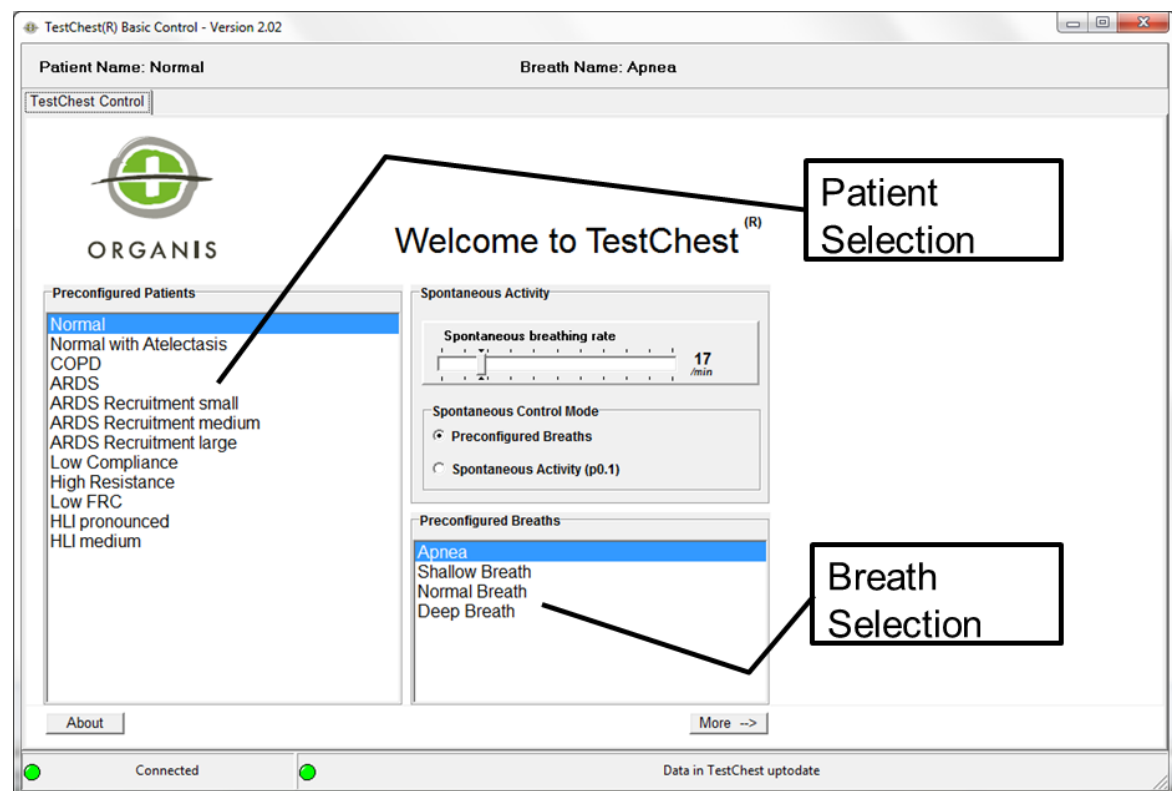 TestChest(R) Basic Control - Version 2.02
Patient Name: Normal
Breath Name: Apnea
TestChest Control
ORGANIS
Welcome to TestChest (R)
Patient
Selection
Preconfigured Patients
Normal
Normal with Atelectasis
COPD
ARDS
ARDS Recruitment small
ARDS Recruitment medium
ARDS Recruitment large
Low Compliance
High Resistance
Low FRC
HLI pronounced
HLI medium
Spontaneous Activity
Spontaneous breathing rate
17
/min
Spontaneous Control Mode
Preconfigured Breaths
Spontaneous Activity (p0.1)
Preconfigured Breaths
Apnea
Shallow Breath
Normal Breath
Deep Breath
Breath
Selection
About
More -->
Connected
Data in TestChest uptodate